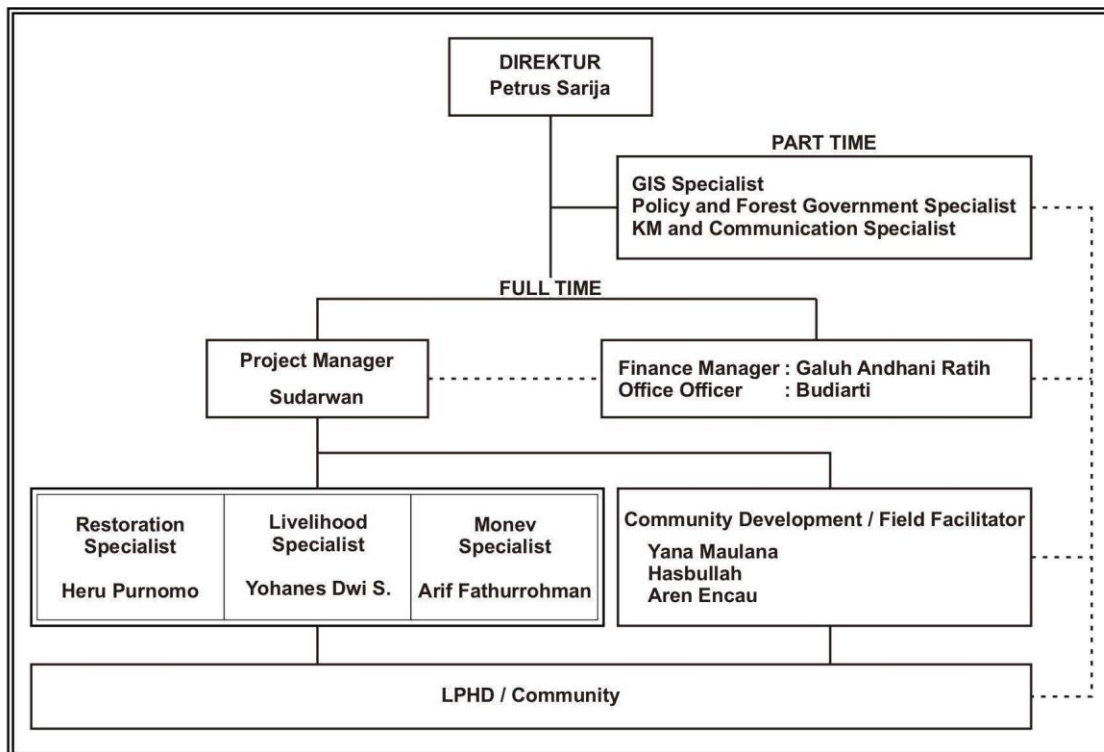 DIREKTUR
Petrus Sarija
PART TIME
GIS Specialist
Policy and Forest Government Specialist
KM and Communication Specialist
FULL TIME
Project Manager
Sudarwan
Finance Manager : Galuh Andhani Ratih
Office Officer : Budiarti
Restoration
Specialist
Heru Purnomo
Livelihood
Specialist
Yohanes Dwi S.
Monev
Specialist
Arif Fathurrohman
Community Development / Field Facilitator
Yana Maulana
Hasbullah
Aren Encau
LPHD / Community